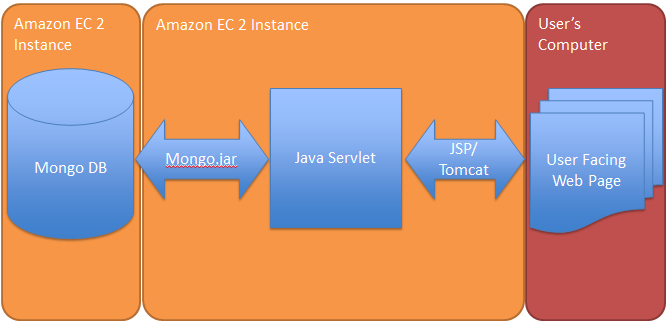 Amazon EC 2
Instance
Amazon EC 2 Instance
User's
Computer
Mongo DB
Mongo.jar
Java Servlet
JSP/
Tomcat
User Facing
Web Page